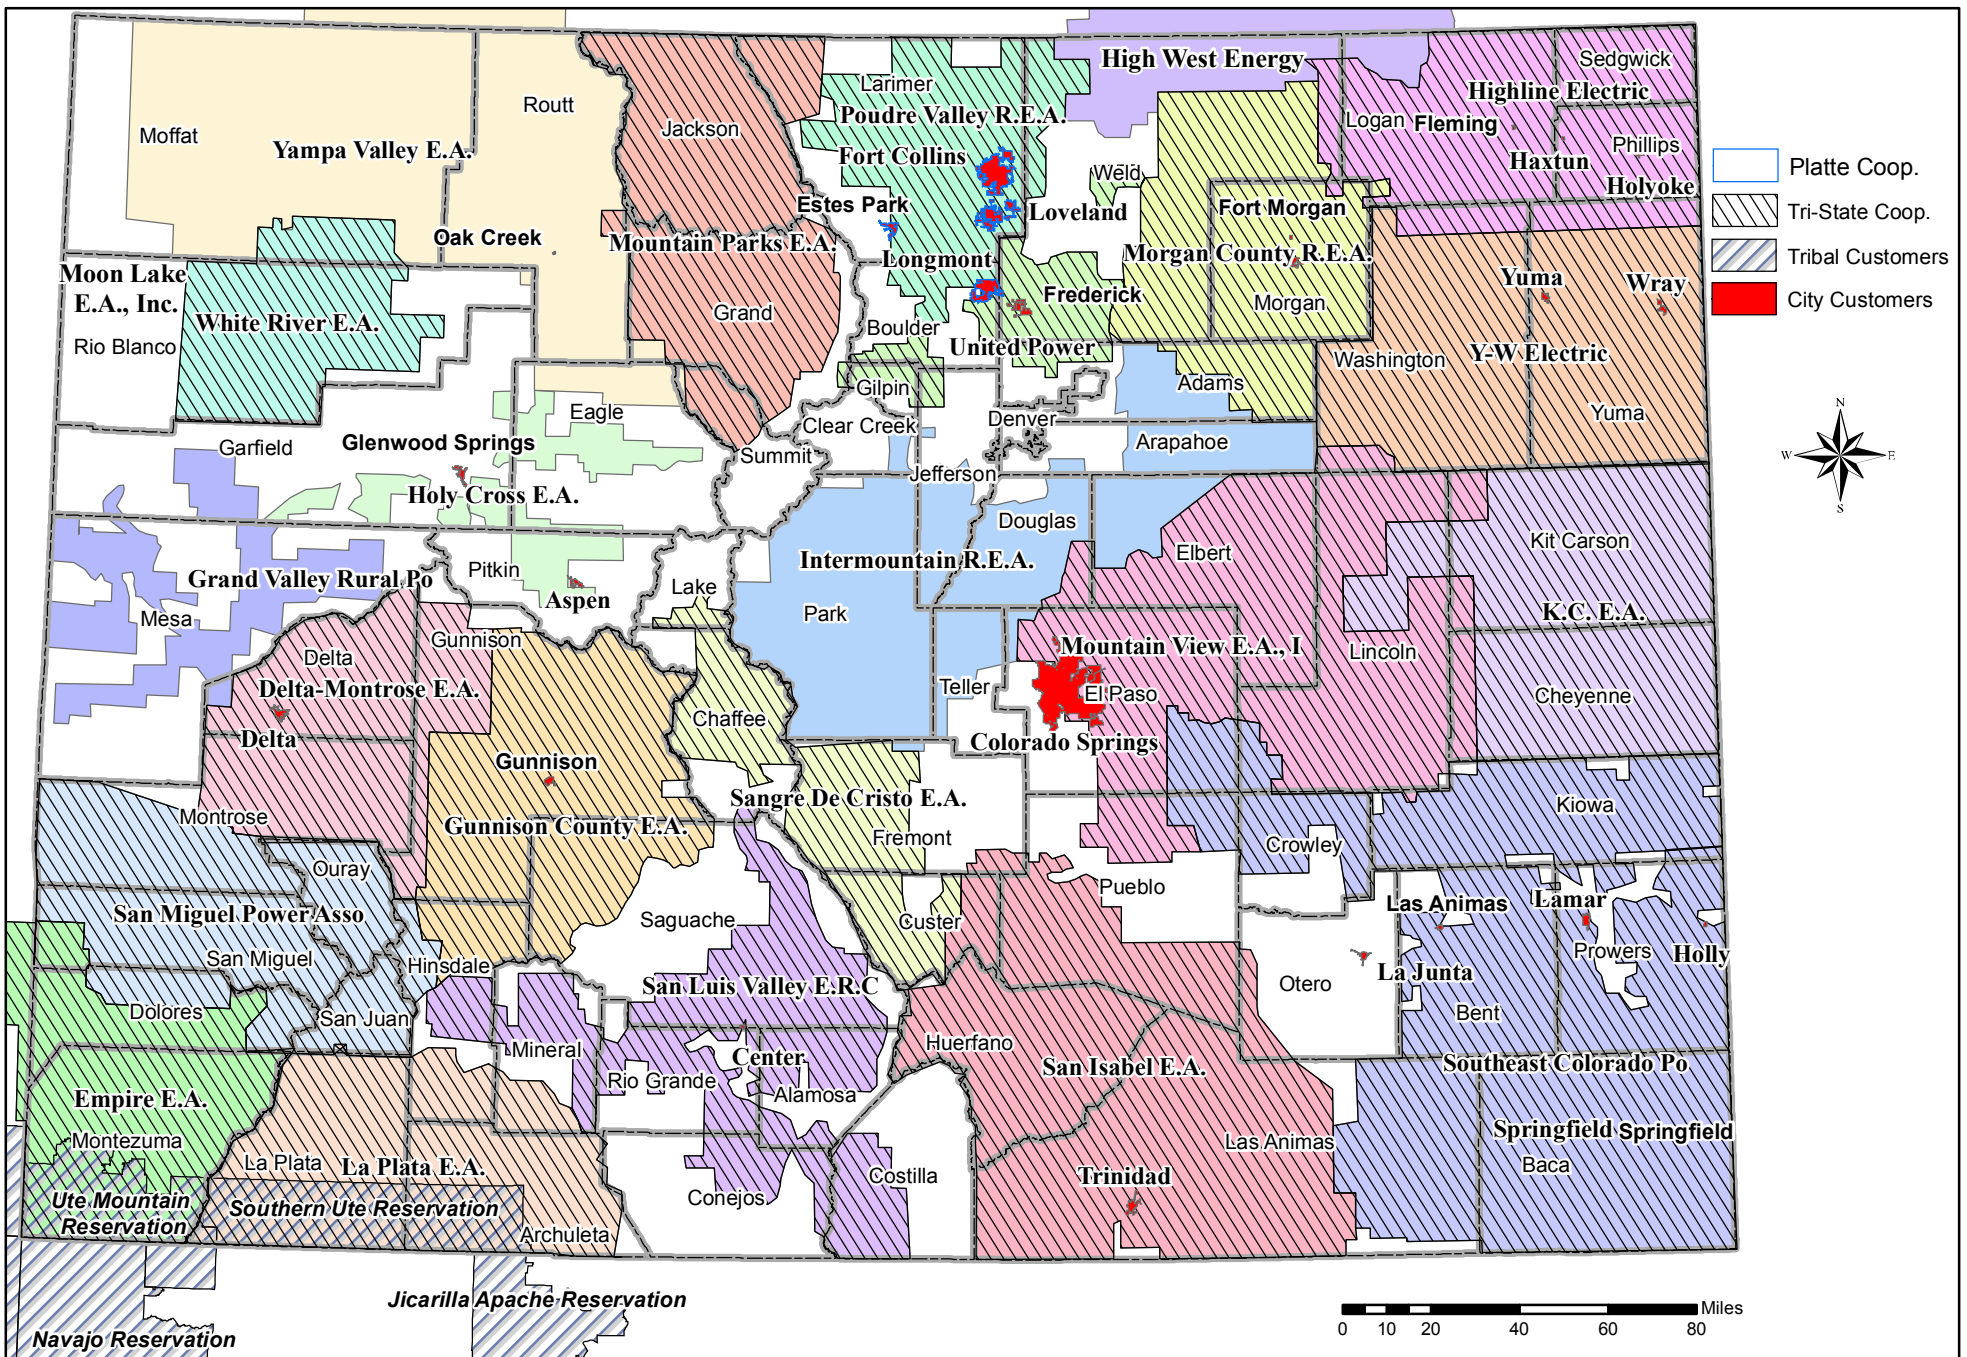 High West Energy
Sedgwick
Routt
Larimer
Highline Electric
Moffat
Jackson
Poudre Valley R.E.A.
Logan
Fleming
Phillips
Yampa Valley E.A.
Fort Collins
Haxtun
Weld
Holyoke
Estes Park
Loveland
Fort Morgan
Oak Creek
Mountain Parks E.A.
Longmont
Morgan County R.E.A.
Moon Lake
E.A., Inc.
Yuma
Wray
Frederick
Morgan
White River E.A.
Grand
Boulder
Rio Blanco
United Power
Washington
Y-W Electric
Gilpin
Adams
Eagle
Yuma
Denver
Clear Creek
Garfield
Glenwood Springs
Arapahoe
Summit
Jefferson
Holy Cross E.A.
Douglas
Kit Carson
Elbert
Intermountain R.E.A.
Pitkin
Grand Valley Rural Po
Lake
Aspen
Mesa
Park
K.C. E.A.
Gunnison
Mountain View E.A., I
Lincoln
Delta
Delta-Montrose E.A.
Teller
El Paso
Cheyenne
Chaffee
Delta
Colorado Springs
Gunnison
Sangre De Cristo E.A.
Kiowa
Montrose
Gunnison County E.A.
Fremont
Crowley
Ouray
Pueblo
San Miguel Power Asso
Saguache
Custer
Las Animas
Lamar
San Miguel
Hinsdale
Prowers
Holly
La Junta
San Luis Valley E.R.C
Otero
Dolores
San Juan
Bent
Mineral
Huerfano
Center
San Isabel E.A.
Southeast Colorado Po
Rio Grande
Alamosa
Empire E.A.
Montezuma
Las Animas
Springfield
Springfield
La Plata
La Plata E.A.
Baca
Costilla
Trinidad
Conejos
Ute Mountain
Reservation
Southern Ute Reservation
Archuleta
Jicarilla Apache Reservation
Navajo Reservation
Platte Coop.
Tri-State Coop.
Tribal Customers
City Customers
N
W
E
S
Miles
0 10 20 40 60 80